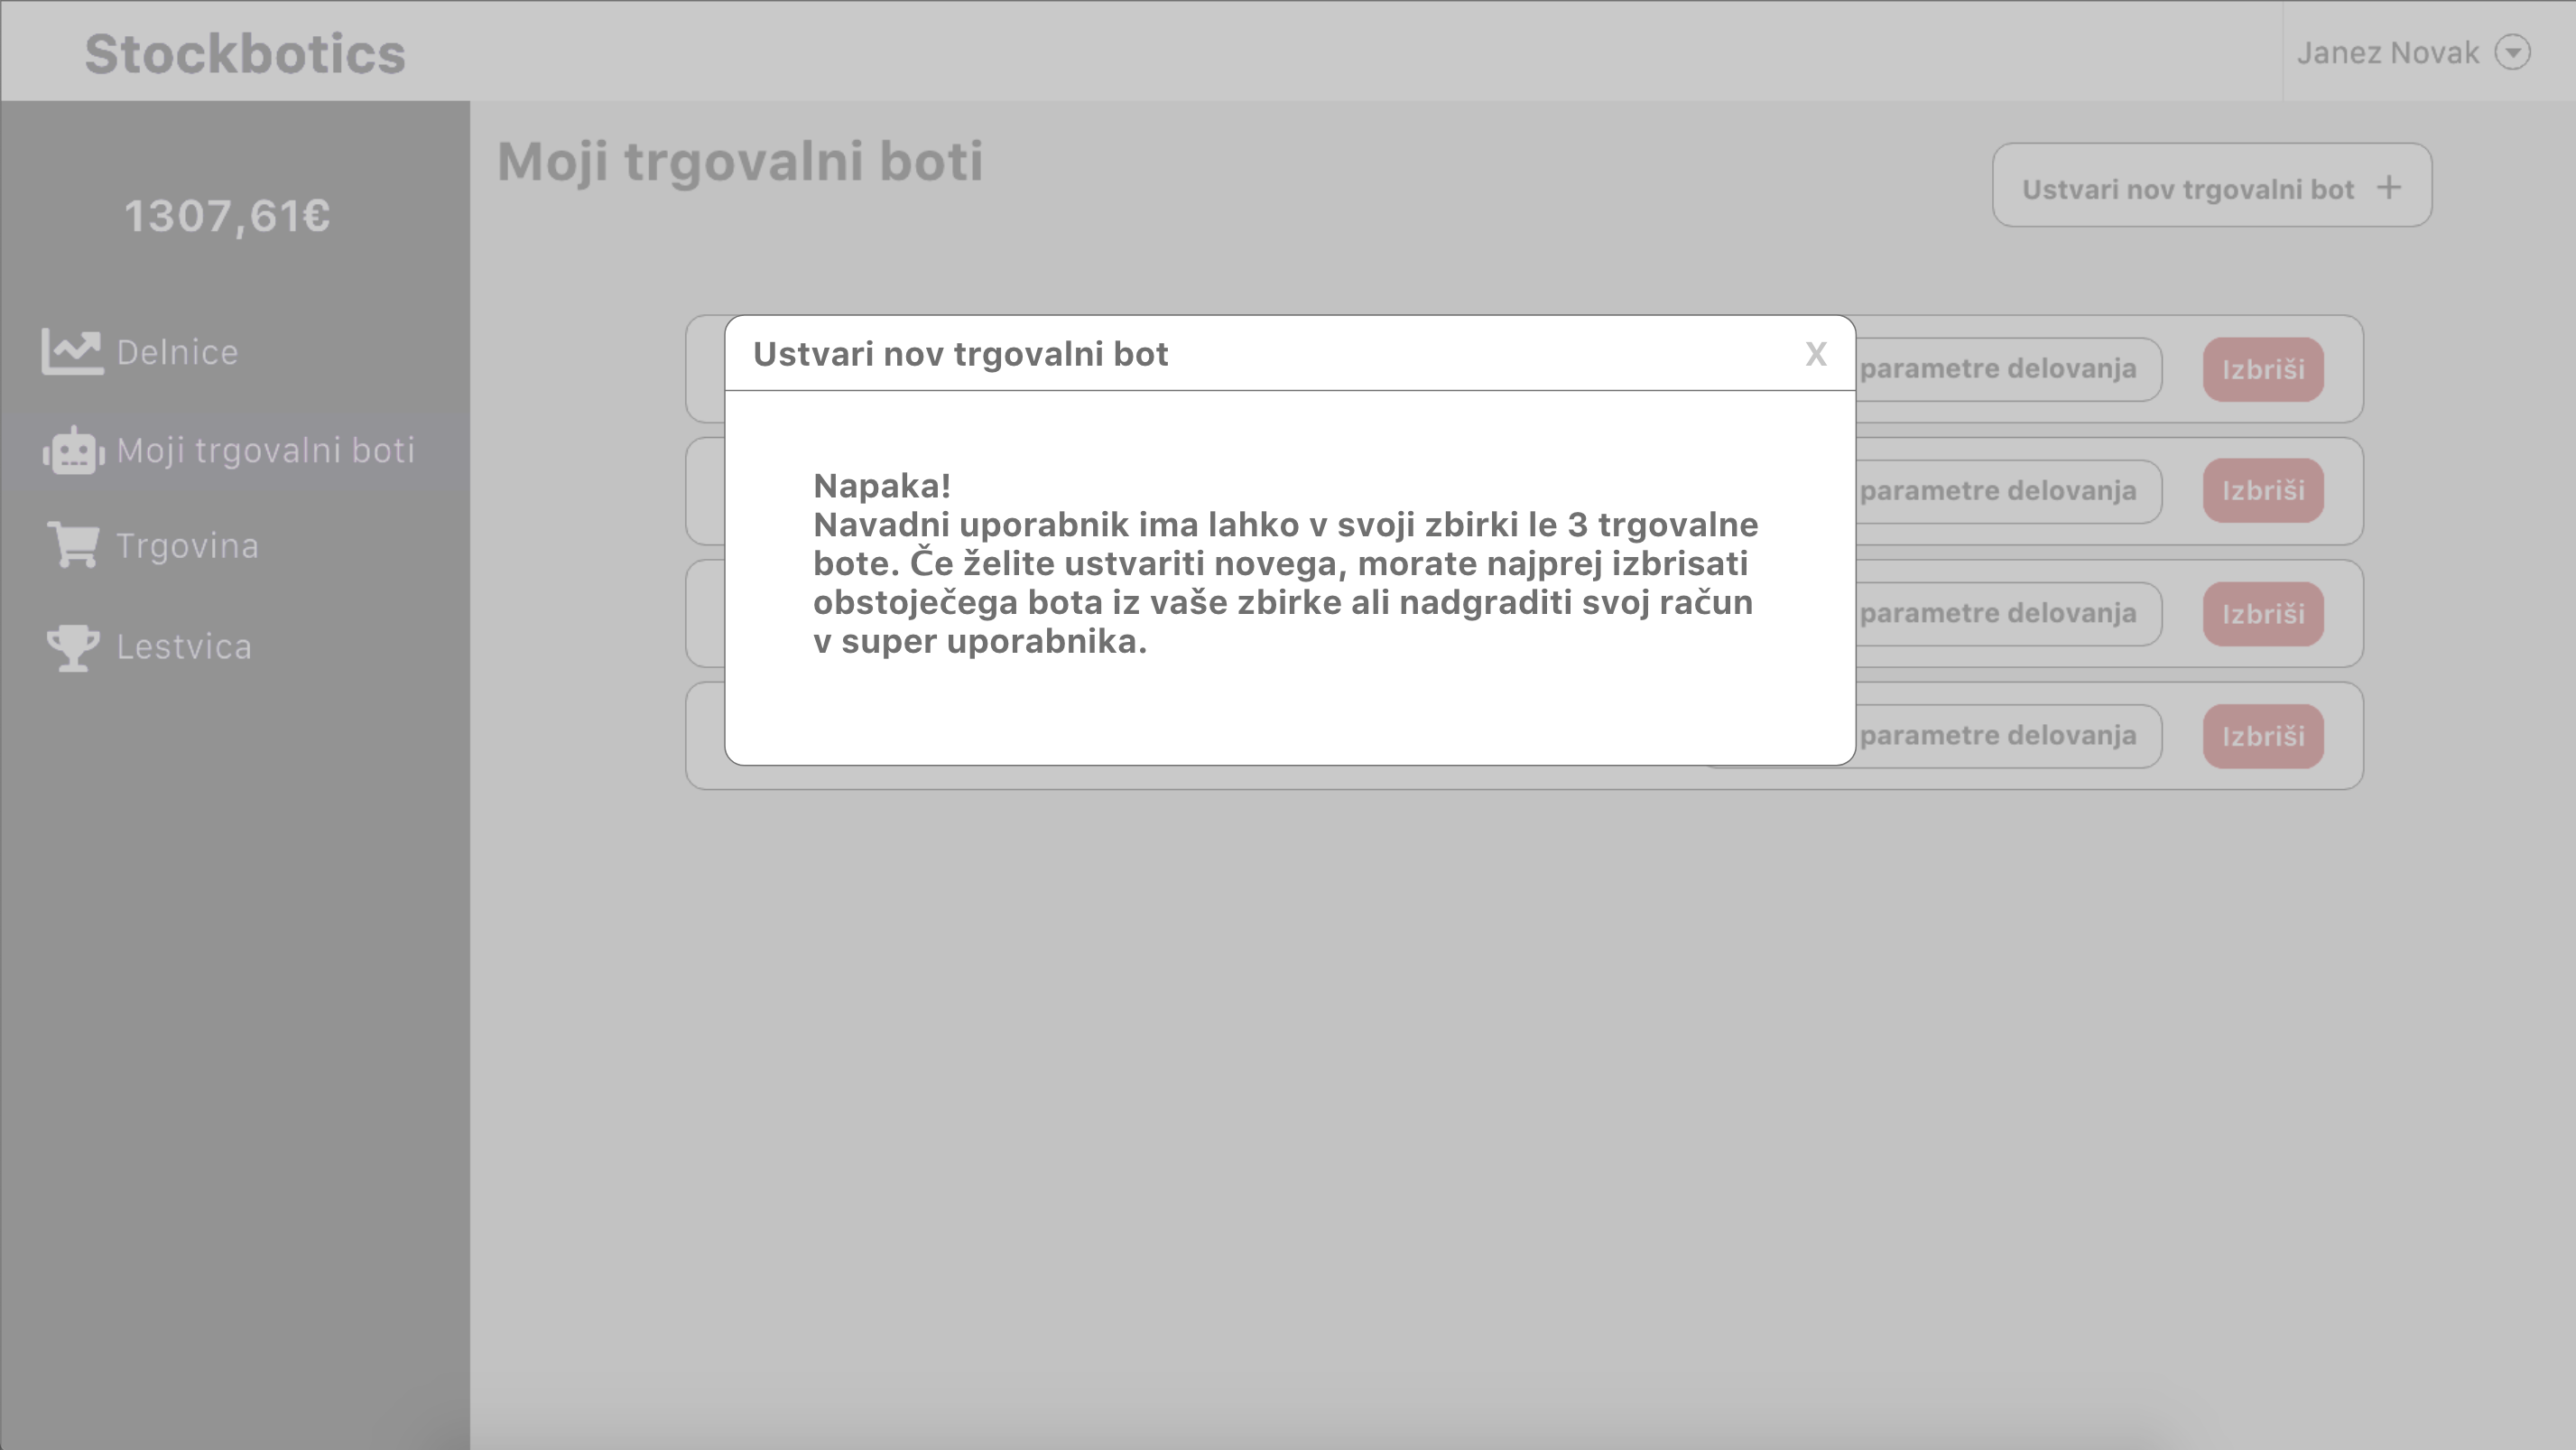 Stockbotics
Janez Novak
1307,61€
Delnice
Moji trgovalni boti
Trgovina
Lestvica
Moji trgovalni boti
Ustvari nov trgovalni bot +
Ustvari nov trgovalni bot X
Napaka!
Navadni uporabnik ima lahko v svoji zbirki le 3 trgovalne
bote. Če želite ustvariti novega, morate najprej izbrisati
obstoječega bota iz vaše zbirke ali nadgraditi svoj račun
v super uporabnika.
parametre delovanja Izbriši
parametre delovanja Izbriši
parametre delovanja Izbriši
parametre delovanja Izbriši